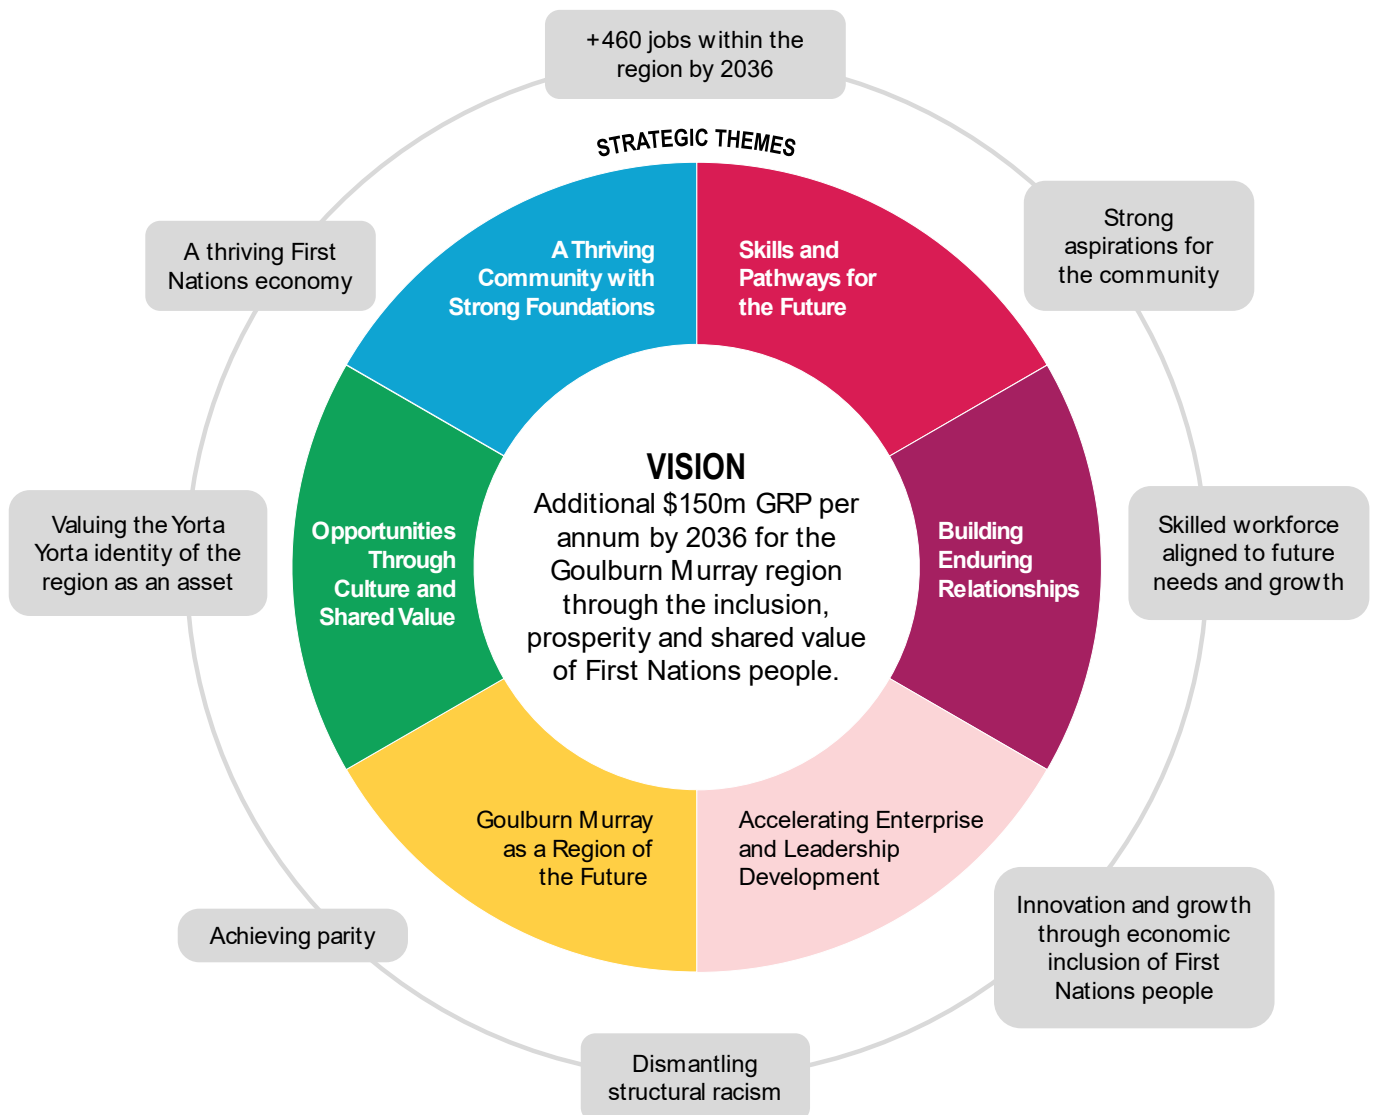 +460 jobs within the
region by 2036
STRATEGIC THEMES
A Thriving
Community with
Strong Foundations
Skills and
Pathways for
the Future
Building
Enduring
Relationships
Accelerating Enterprise
and Leadership
Development
Goulburn Murray
as a Region of
the Future
Opportunities
Through
Culture and
Shared Value
VISION
Additional $150m GRP per
annum by 2036 for the
Goulburn Murray region
through the inclusion,
prosperity and shared value
of First Nations people.
Strong
aspirations for
the community
Skilled workforce
aligned to future
needs and growth
Innovation and growth
through economic
inclusion of First
Nations people
Dismantling
structural racism
Achieving parity
Valuing the Yorta
Yorta identity of the
region as an asset
A thriving First
Nations economy